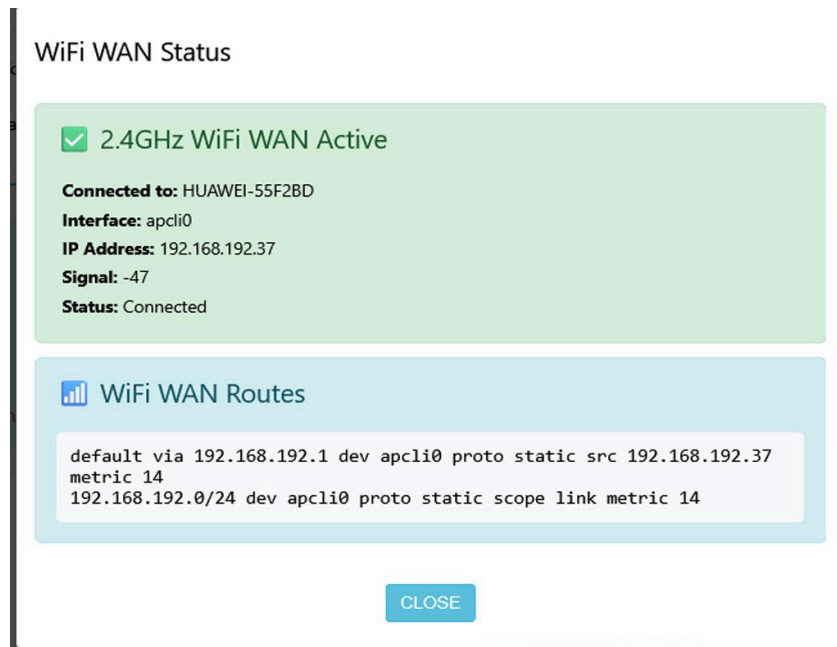 WiFi WAN Status
✅ 2.4GHz WiFi WAN Active
Connected to: HUAWEI-55F2BD
Interface: apcli0
IP Address: 192.168.192.37
Signal: -47
Status: Connected
📶 WiFi WAN Routes
default via 192.168.192.1 dev apcli0 proto static src 192.168.192.37
metric 14
192.168.192.0/24 dev apcli0 proto static scope link metric 14
CLOSE